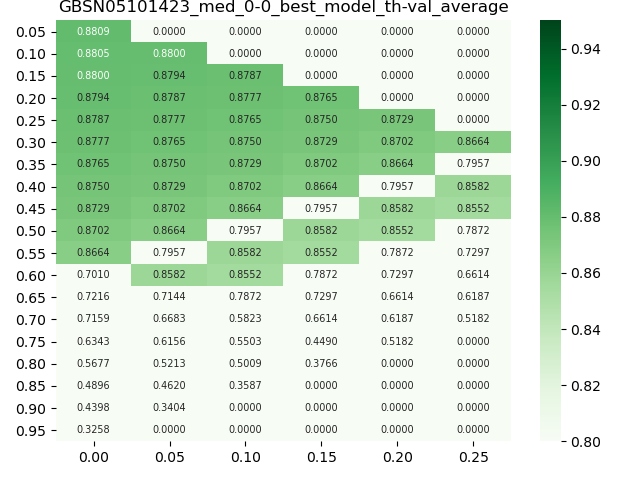 GBSN05101423_med_0-0_best_model_th-val_average
0.05 0.8809 0.0000 0.0000 0.0000 0.0000 0.0000
0.10 0.8805 0.8800 0.0000 0.0000 0.0000 0.0000
0.15 0.8800 0.8794 0.8787 0.0000 0.0000 0.0000
0.20 0.8794 0.8787 0.8777 0.8765 0.0000 0.0000
0.25 0.8787 0.8777 0.8765 0.8750 0.8729 0.0000
0.30 0.8777 0.8765 0.8750 0.8729 0.8702 0.8664
0.35 0.8765 0.8750 0.8729 0.8702 0.8664 0.7957
0.40 0.8750 0.8729 0.8702 0.8664 0.7957 0.8582
0.45 0.8729 0.8702 0.8664 0.7957 0.8582 0.8552
0.50 0.8702 0.8664 0.7957 0.8582 0.8552 0.7872
0.55 0.8664 0.7957 0.8582 0.8552 0.7872 0.7297
0.60 0.7010 0.8582 0.8552 0.7872 0.7297 0.6614
0.65 0.7216 0.7144 0.7872 0.7297 0.6614 0.6187
0.70 0.7159 0.6683 0.5823 0.6614 0.6187 0.5182
0.75 0.6343 0.6156 0.5503 0.4490 0.5182 0.0000
0.80 0.5677 0.5213 0.5009 0.3766 0.0000 0.0000
0.85 0.4896 0.4620 0.3587 0.0000 0.0000 0.0000
0.90 0.4398 0.3404 0.0000 0.0000 0.0000 0.0000
0.95 0.3258 0.0000 0.0000 0.0000 0.0000 0.0000
0.00 0.05 0.10 0.15 0.20 0.25
0.94
0.92
0.90
0.88
0.86
0.84
0.82
0.80